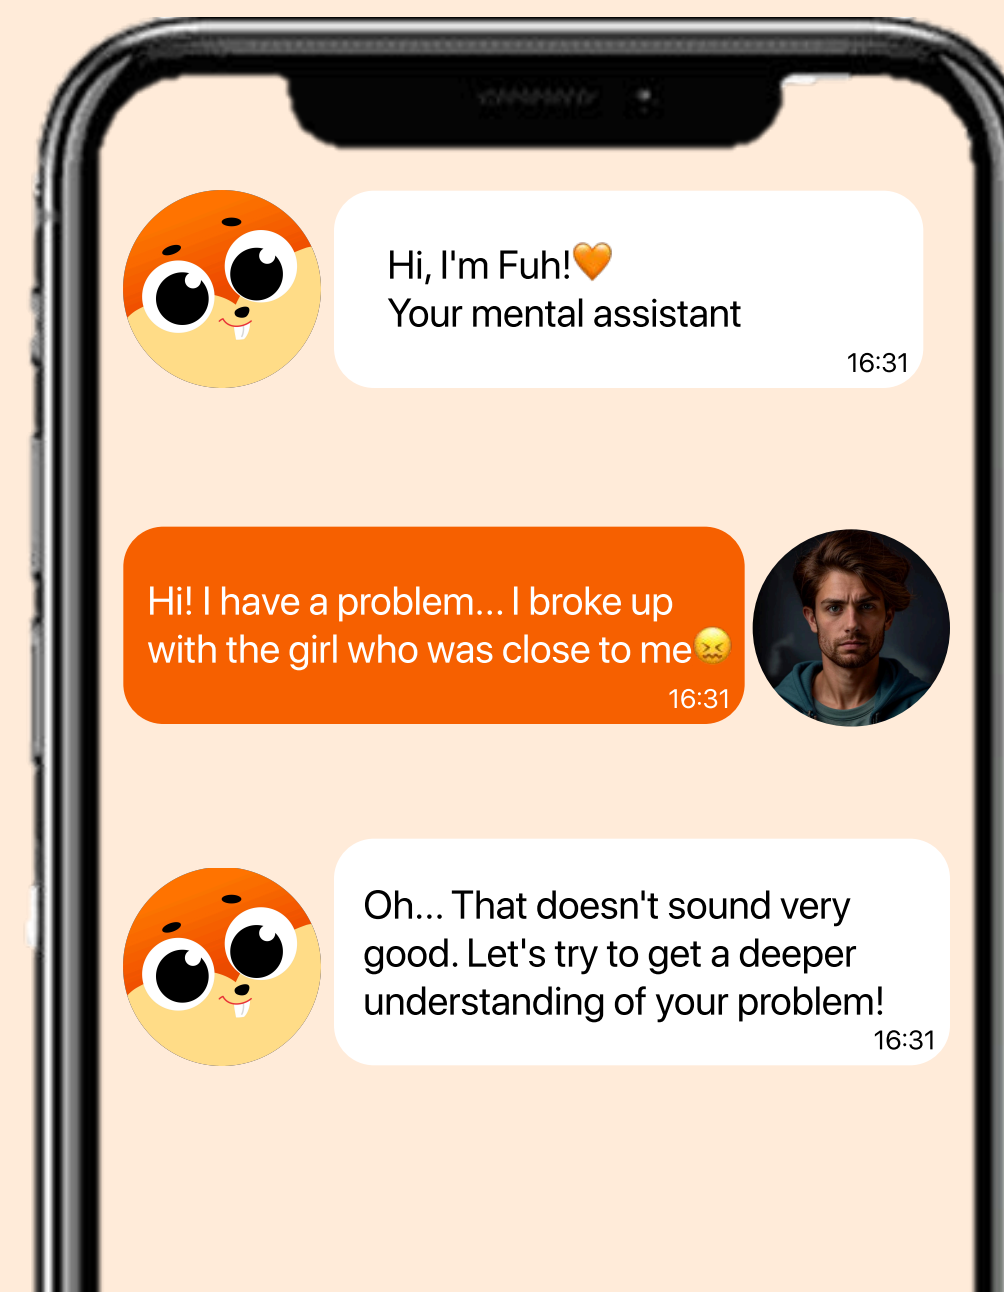 Hi, I'm Fuh!🧡
Your mental assistant
16:31
Hi! I have a problem... I broke up
with the girl who was close to me😖
16:31
Oh... That doesn't sound very
good. Let's try to get a deeper
understanding of your problem!
16:31